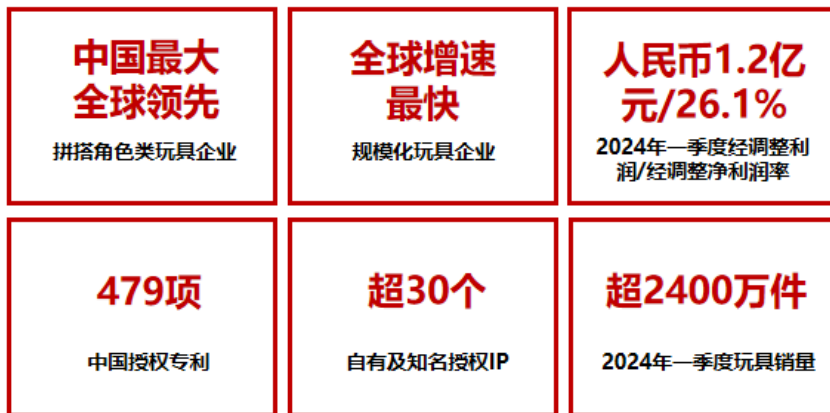 中国最大
全球领先
拼搭角色类玩具企业
全球增速
最快
规模化玩具企业
人民币1.2亿
元/26.1%
2024年一季度经调整利
润/经调整净利润率
479项
中国授权专利
超30个
自有及知名授权IP
超2400万件
2024年一季度玩具销量